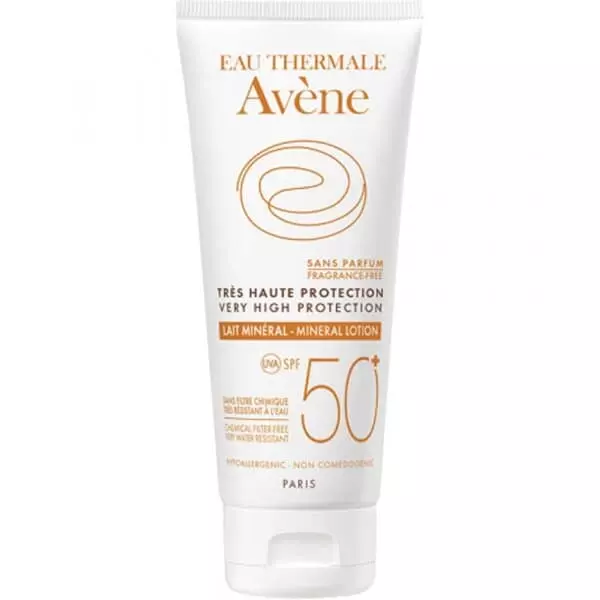 EAU THERMALE
Avène
SANS PARFUM
FRAGRANCE-FREE
TRÈS HAUTE PROTECTION
VERY HIGH PROTECTION
LAIT MINÉRAL - MINERAL LOTION
UVA SPF 50+
SANS FILTRE CHIMIQUE
TRÈS RÉSISTANT À L'EAU
CHEMICAL FILTER FREE
VERY WATER RESISTANT
HYPOALLERGENIC - NON COMEDOGENIC
PARIS